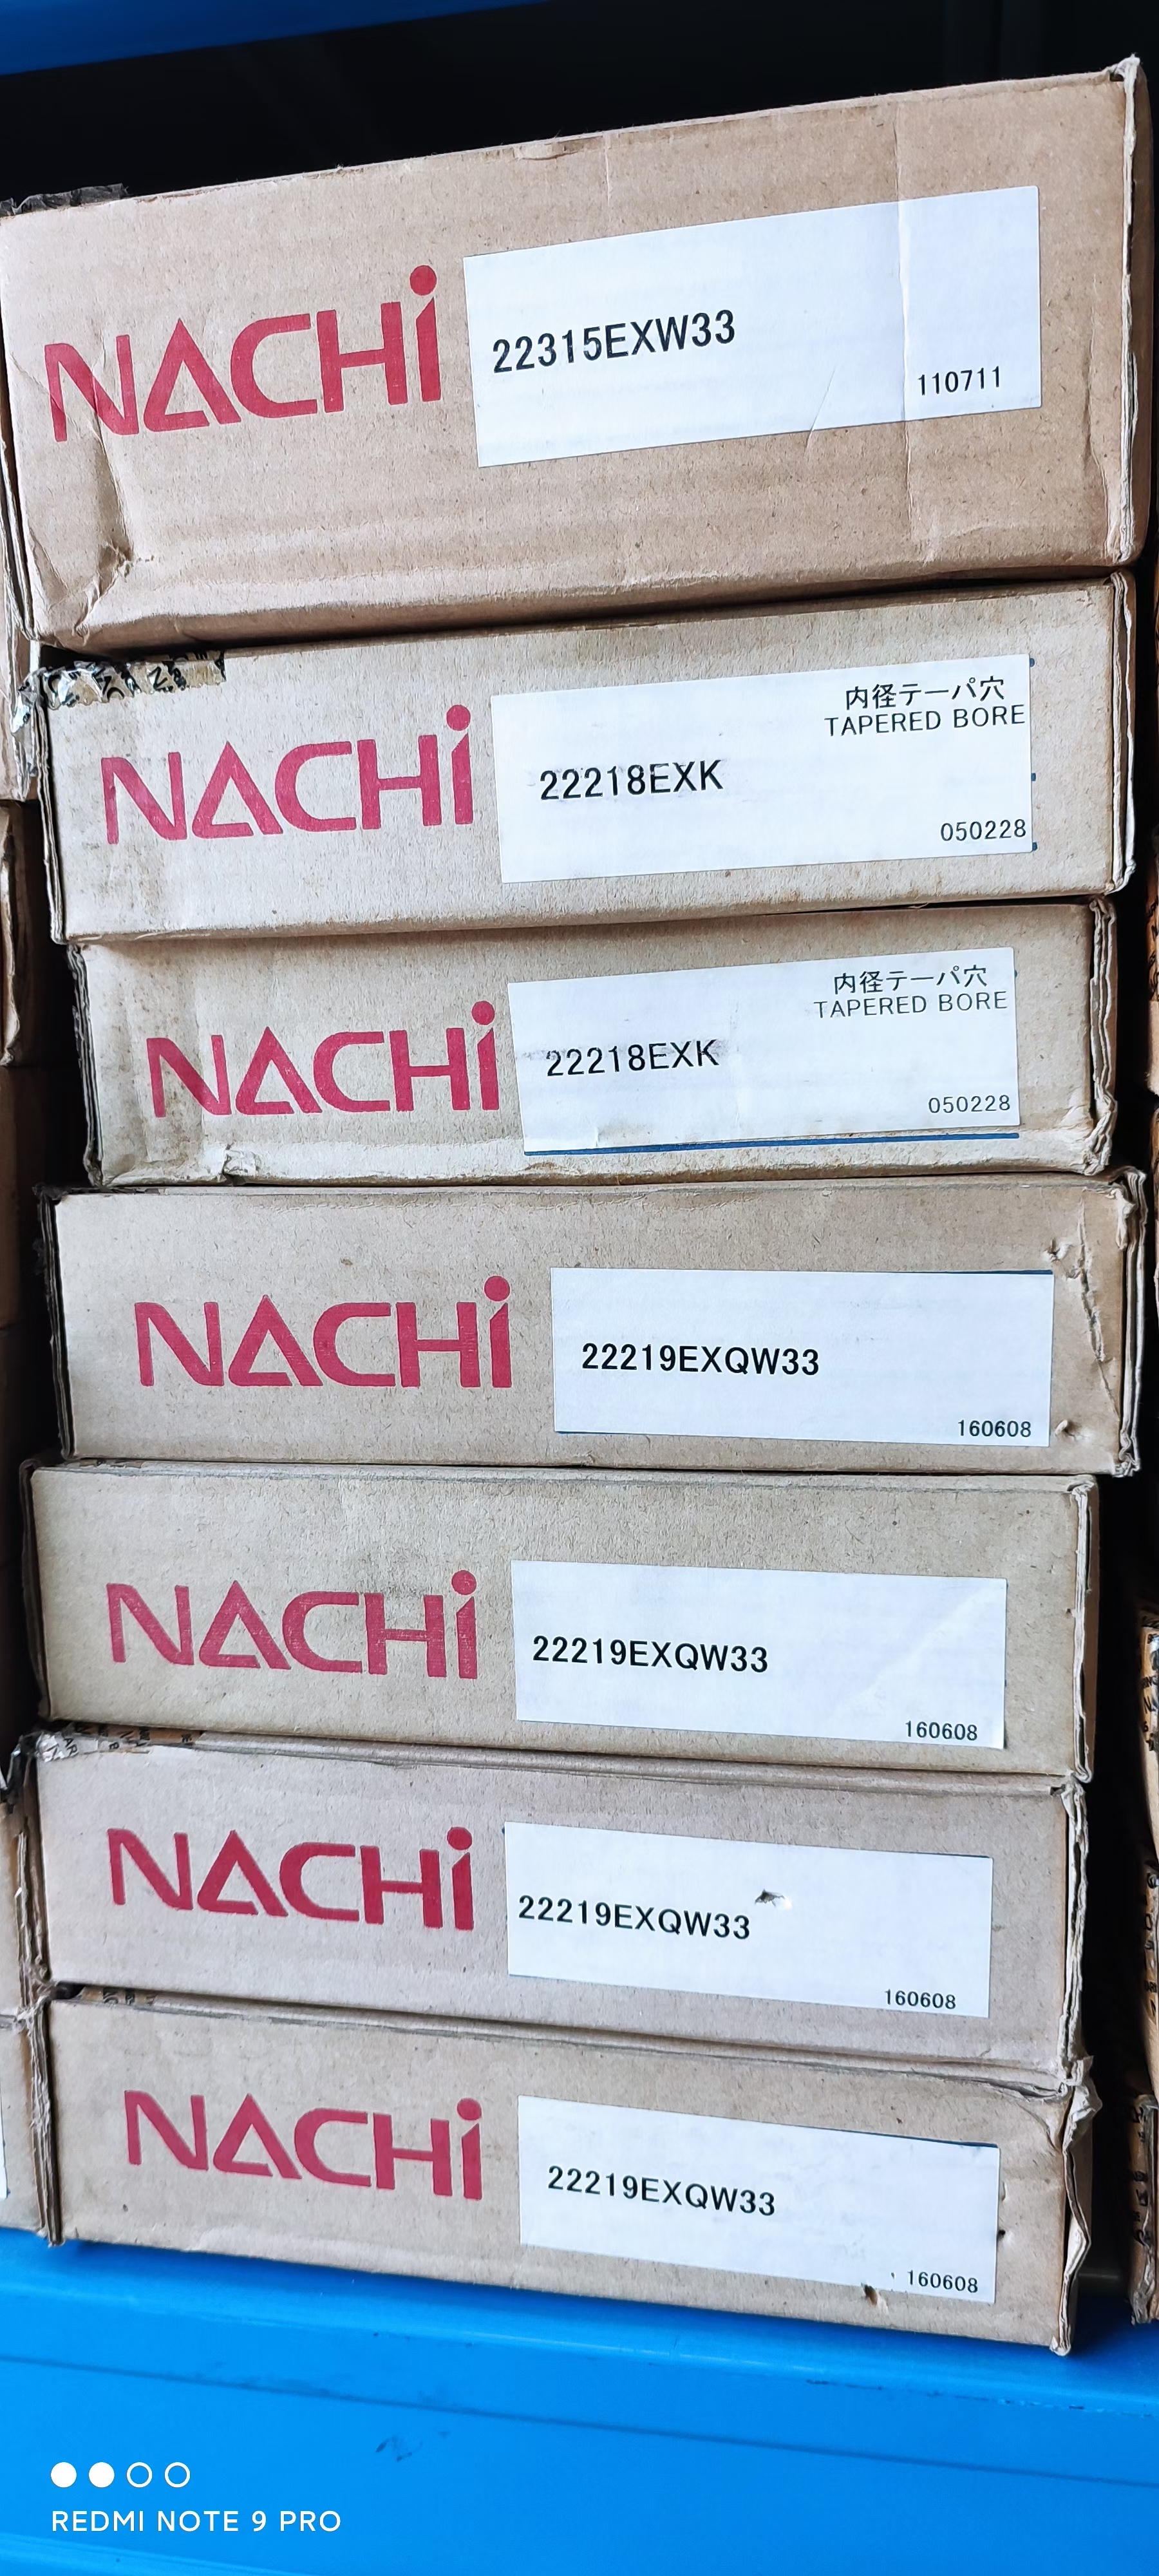 NACHi
22315EXW33
110711
内径テーパ穴
TAPERED BORE
NACHi
22218EXK
050228
内径テーパ穴
TAPERED BORE
NACHi
22218EXK
050228
NACHi
22219EXQW33
160608
NACHi
22219EXQW33
160608
NACHi
22219EXQW33
160608
NACHi
22219EXQW33
160608
REDMI NOTE 9 PRO